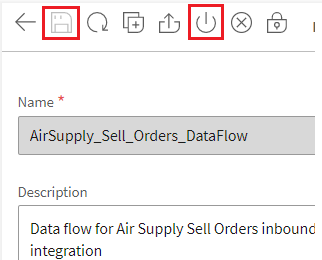 Name *
AirSupply_Sell_Orders_DataFlow
Description
Data flow for Air Supply Sell Orders inbound
integration